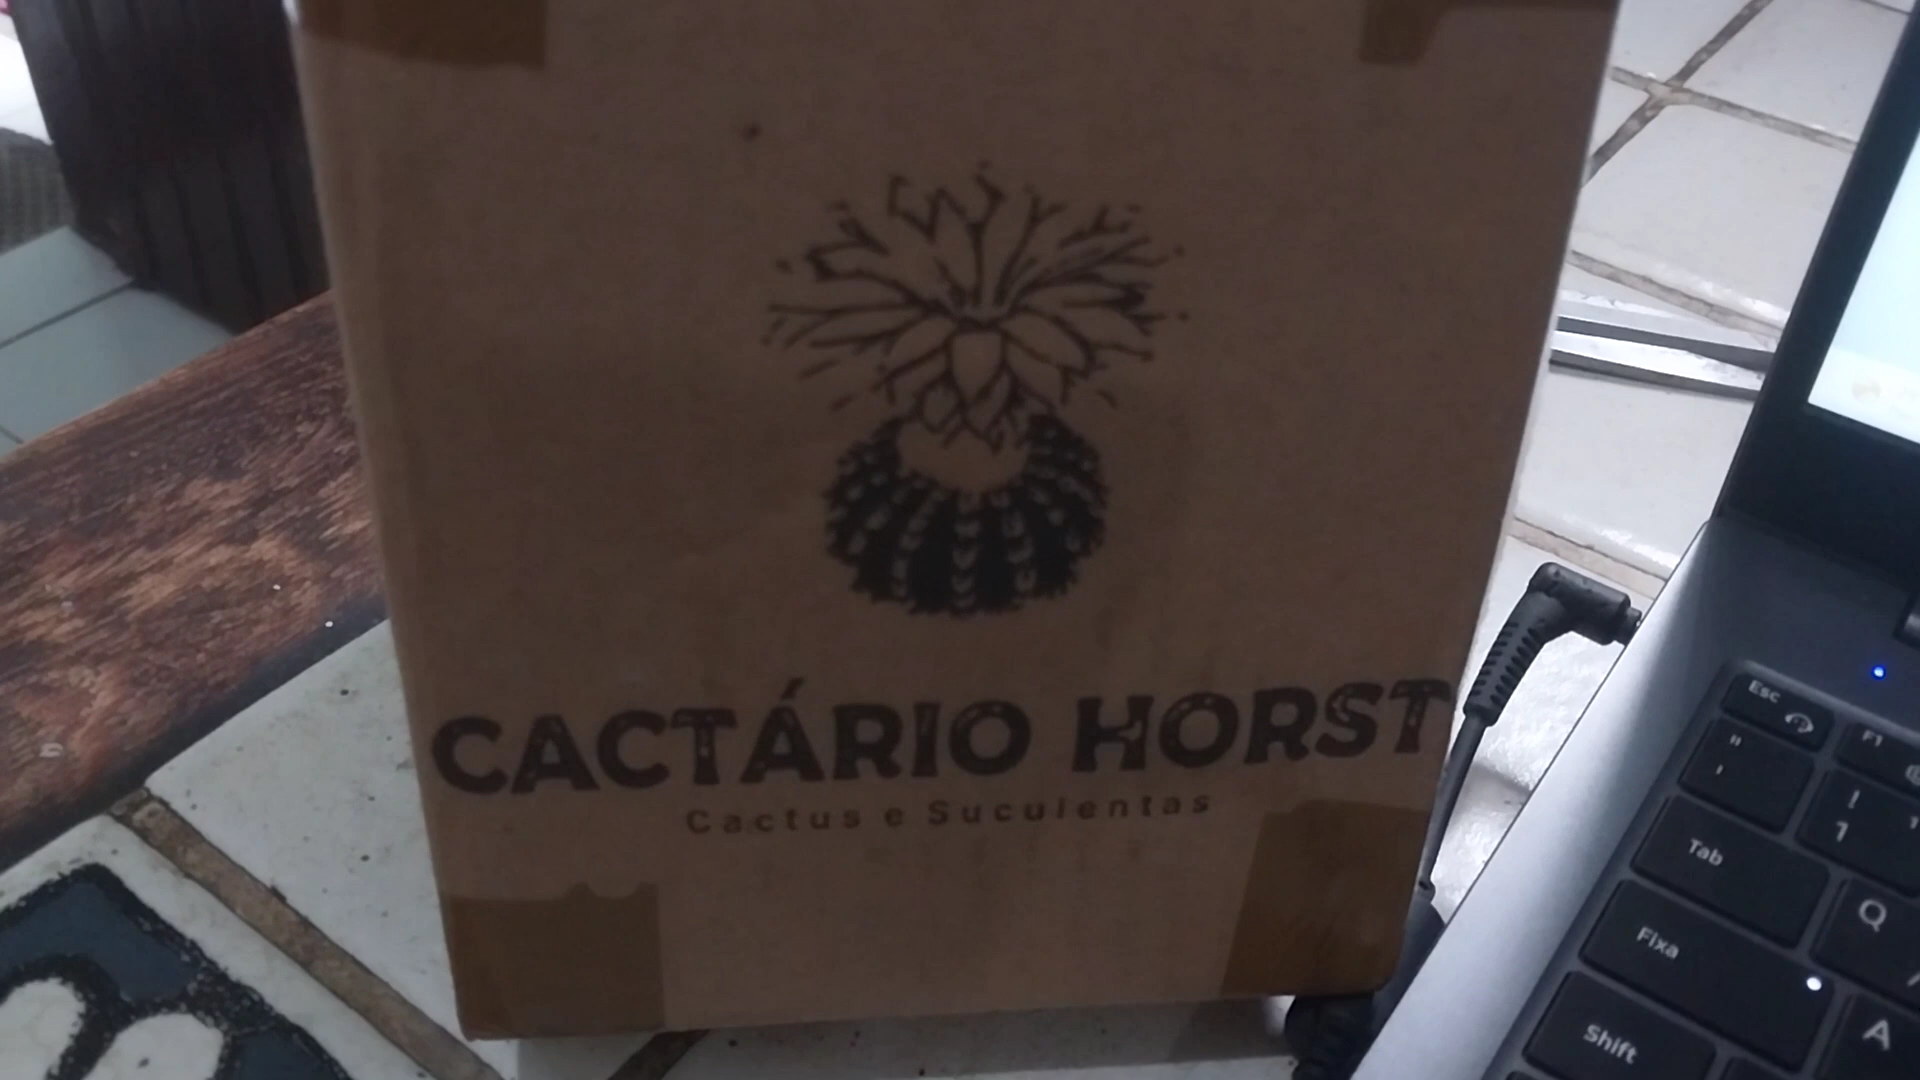 CACTÁRIO HORST
Cactus e Suculentas
Esc
F1
"
'
!
1
Tab
Q
Fixa
A
Shift